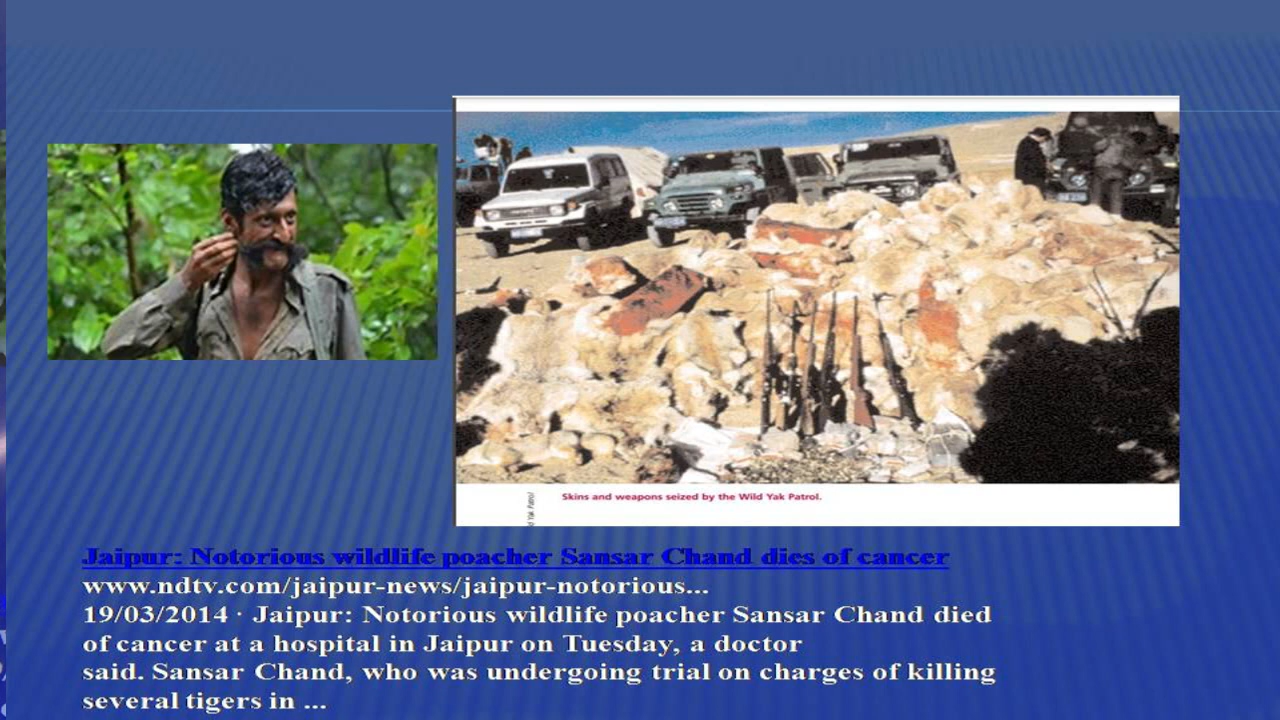 Skins and weapons seized by the Wild Yak Patrol.
Jaipur: Notorious wildlife poacher Sansar Chand dies of cancer
www.ndtv.com/jaipur-news/jaipur-notorious...
19/03/2014 · Jaipur: Notorious wildlife poacher Sansar Chand died
of cancer at a hospital in Jaipur on Tuesday, a doctor
said. Sansar Chand, who was undergoing trial on charges of killing
several tigers in ...